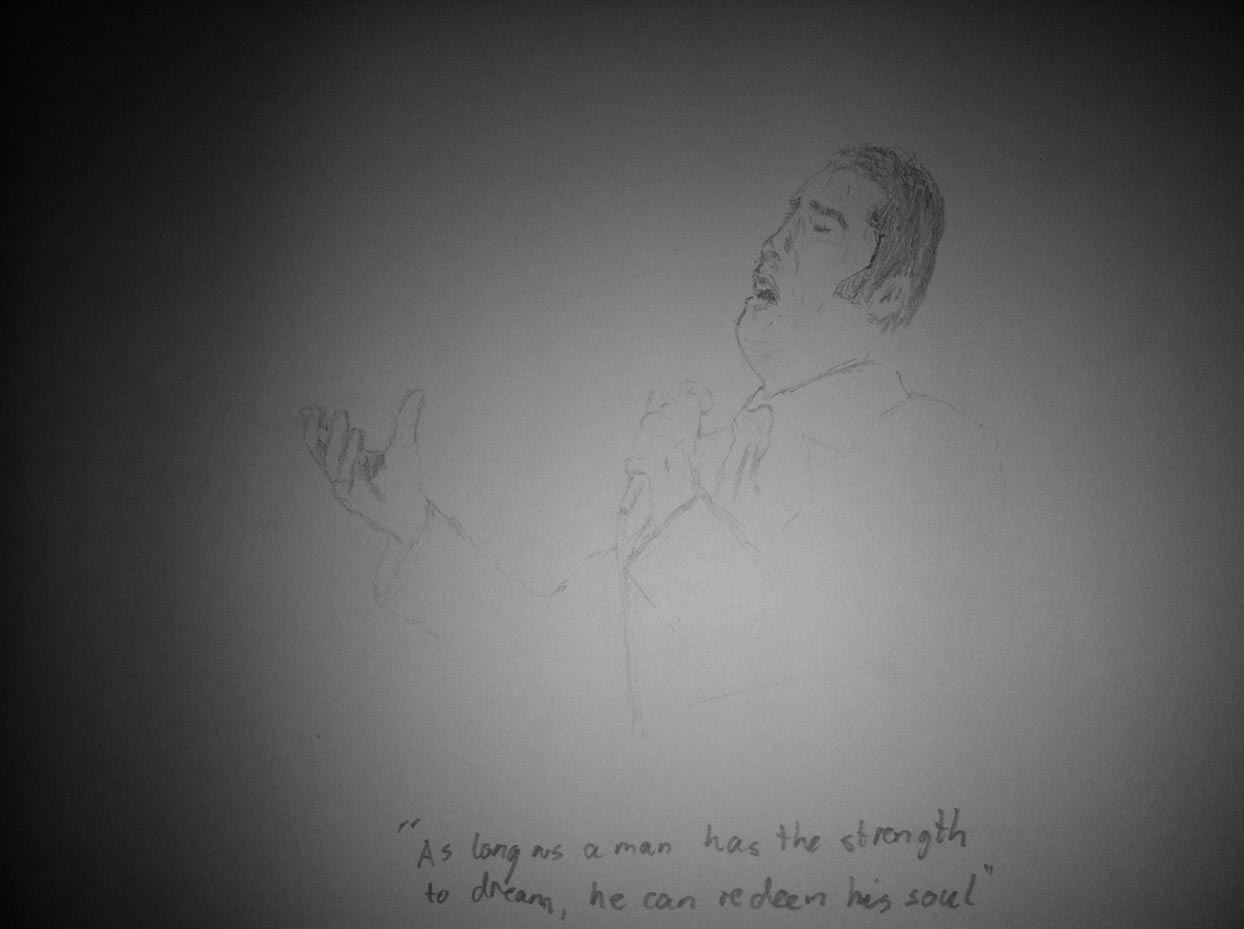 "As long as a man has the strength
to dream, he can redeem his soul"